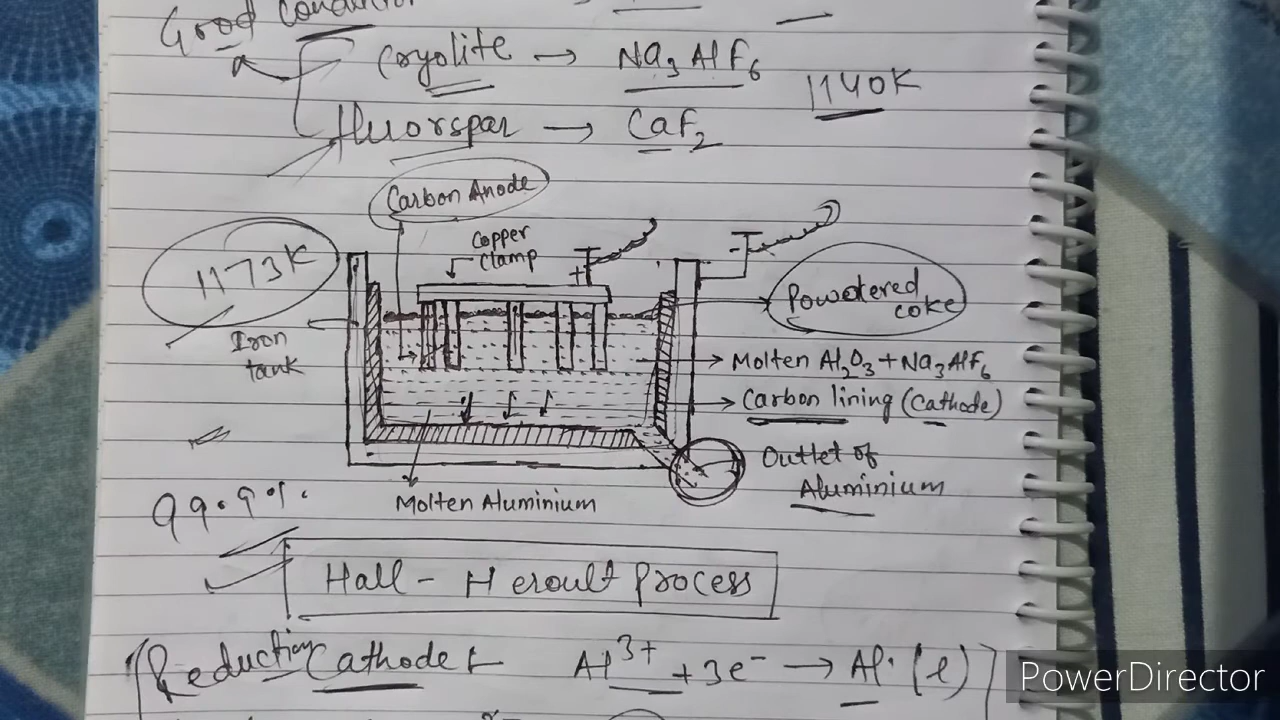 Good conductor
Cryolite → Na3AlF6
1140K
fluorspar → CaF2
Carbon Anode
Copper
clamp
+
-
1173K
Powdered
coke
Iron
tank
Molten Al2O3 + Na3AlF6
Carbon lining (Cathode)
Outlet of
Aluminium
Molten Aluminium
99.9%.
Hall - Heroult process
Reduction Cathode Al3+ + 3e- → Al (l)
PowerDirector